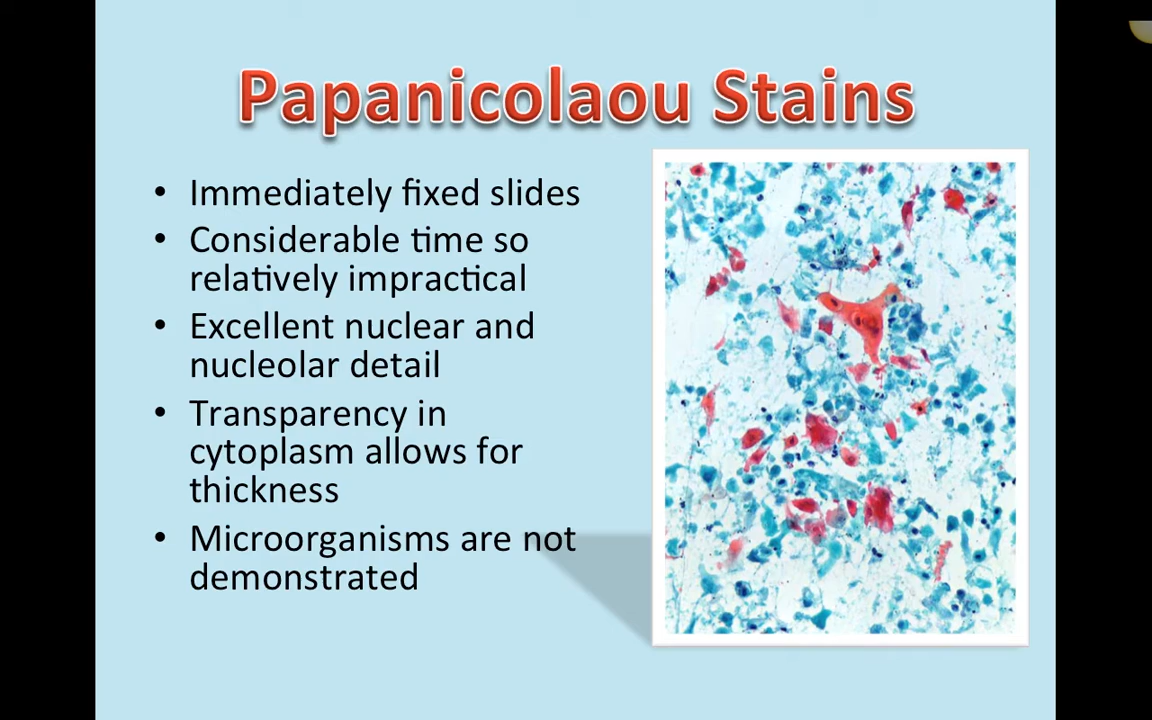 Papanicolaou Stains
• Immediately fixed slides
• Considerable time so
relatively impractical
• Excellent nuclear and
nucleolar detail
• Transparency in
cytoplasm allows for
thickness
• Microorganisms are not
demonstrated